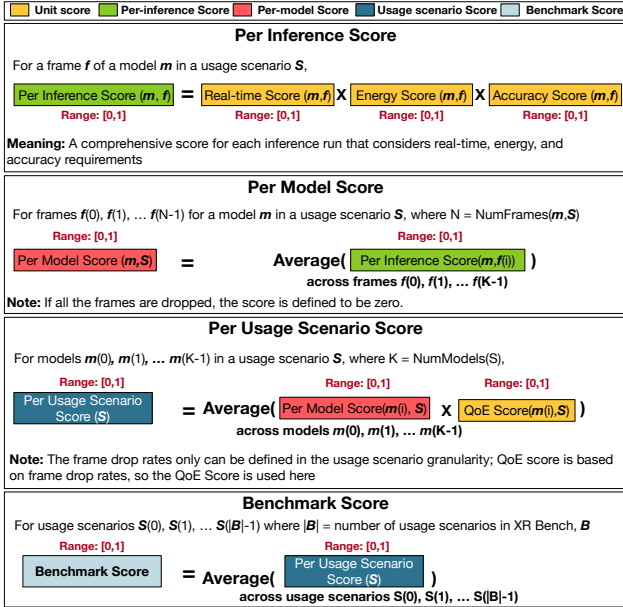 Unit score Per-inference Score Per-model Score Usage scenario Score Benchmark Score
Per Inference Score
For a frame f of a model m in a usage scenario S,
Per Inference Score (m, f) = Real-time Score (m,f) X Energy Score (m,f) X Accuracy Score (m,f)
Range: [0,1] Range: [0,1] Range: [0,1] Range: [0,1]
Meaning: A comprehensive score for each inference run that considers real-time, energy, and
accuracy requirements
Per Model Score
For frames f(0), f(1), ... f(N-1) for a model m in a usage scenario S, where N = NumFrames(m,S)
Range: [0,1] Range: [0,1]
Per Model Score (m,S) = Average( Per Inference Score(m,f(i)) )
across frames f(0), f(1), ... f(K-1)
Note: If all the frames are dropped, the score is defined to be zero.
Per Usage Scenario Score
For models m(0), m(1), ... m(K-1) in a usage scenario S, where K = NumModels(S),
Range: [0,1] Range: [0,1] Range: [0,1]
Per Usage Scenario
Score (S) = Average( Per Model Score(m(i), S) X QoE Score(m(i),S) )
across models m(0), m(1), ... m(K-1)
Note: The frame drop rates only can be defined in the usage scenario granularity; QoE score is based
on frame drop rates, so the QoE Score is used here
Benchmark Score
For usage scenarios S(0), S(1), ... S(|B|-1) where |B| = number of usage scenarios in XR Bench, B
Range: [0,1] Range: [0,1]
Benchmark Score = Average( Per Usage Scenario
Score (S) )
across usage scenarios S(0), S(1), ... S(|B|-1)